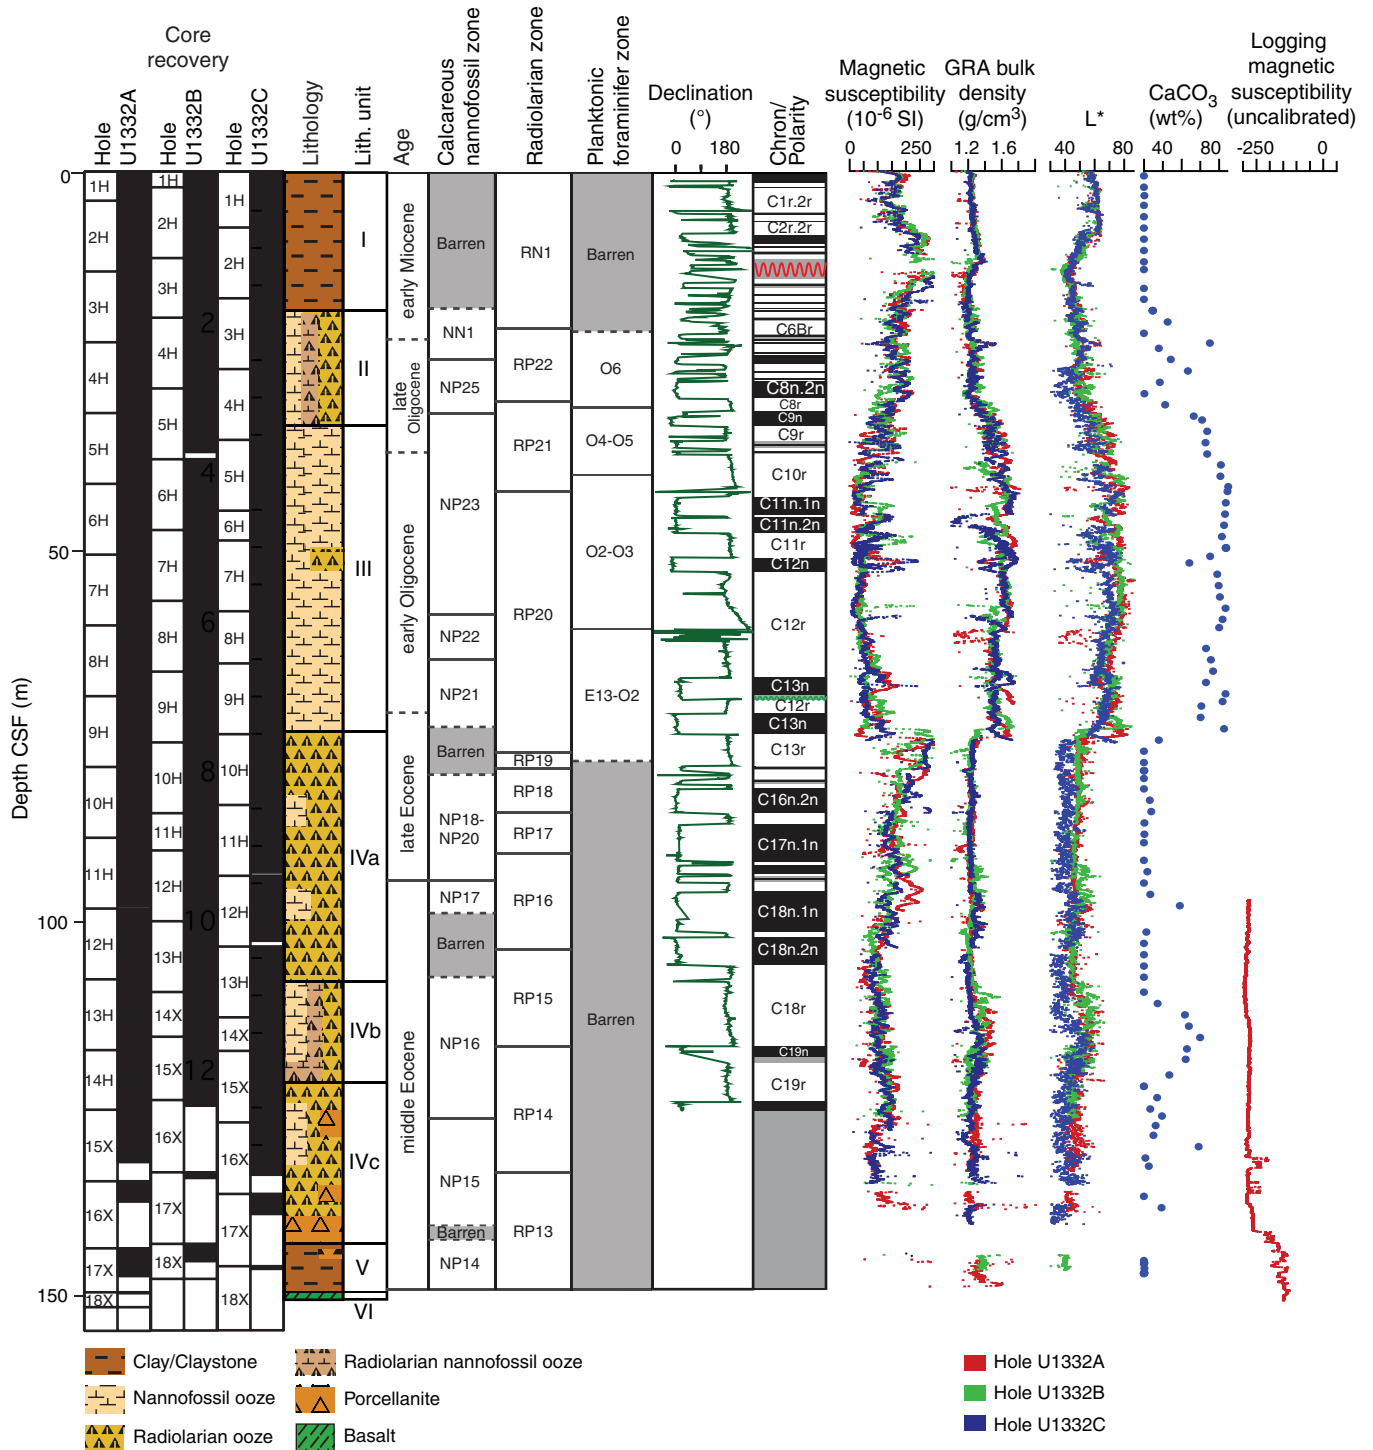 Core
recovery
Hole
U1332A
Hole
U1332B
Hole
U1332C
Lithology
Lith. unit
Age
Calcareous
nannofossil zone
Radiolarian zone
Planktonic
foraminifer zone
Declination
(°)
0 180
Chron/
Polarity
Magnetic
susceptibility
(10-6 SI)
0 250
GRA bulk
density
(g/cm3)
1.2 1.6
L*
40 80
CaCO3
(wt%)
40 80
Logging
magnetic
susceptibility
(uncalibrated)
-250 0
Depth CSF (m)
0
50
100
150
1H
2H
3H
4H
5H
6H
7H
8H
9H
10H
11H
12H
13H
14H
15X
16X
17X
18X
1H
2H
3H
4H
5H
6H
7H
8H
9H
10H
11H
12H
13H
14X
15X
16X
17X
18X
2
4
6
8
10
12
1H
2H
3H
4H
5H
6H
7H
8H
9H
10H
11H
12H
13H
14X
15X
16X
17X
18X
I
II
III
IVa
IVb
IVc
V
VI
early Miocene
late
Oligocene
early Oligocene
late Eocene
middle Eocene
Barren
NN1
NP25
NP23
NP22
NP21
Barren
NP18-
NP20
NP17
Barren
NP16
NP15
Barren
NP14
RN1
RP22
RP21
RP20
RP19
RP18
RP17
RP16
RP15
RP14
RP13
Barren
O6
O4-O5
O2-O3
E13-O2
Barren
C1r.2r
C2r.2r
C6Br
C8n.2n
C8r
C9n
C9r
C10r
C11n.1n
C11n.2n
C11r
C12n
C12r
C13n
C12r
C13n
C13r
C16n.2n
C17n.1n
C18n.1n
C18n.2n
C18r
C19n
C19r
Clay/Claystone
Nannofossil ooze
Radiolarian ooze
Radiolarian nannofossil ooze
Porcellanite
Basalt
Hole U1332A
Hole U1332B
Hole U1332C